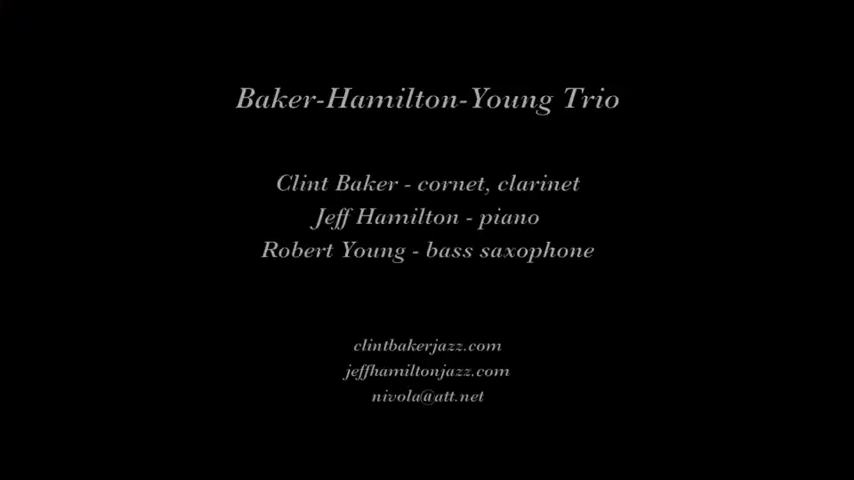 Baker-Hamilton-Young Trio
Clint Baker - cornet, clarinet
Jeff Hamilton - piano
Robert Young - bass saxophone
clintbakerjazz.com
jeffhamiltonjazz.com
nivola@att.net